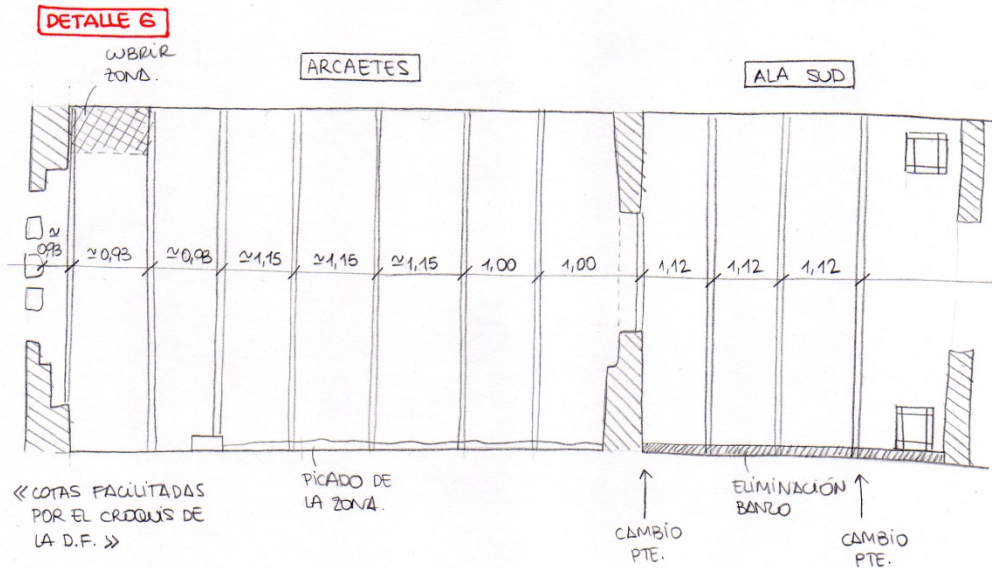 DETALLE 6
CUBRIR
ZONA.
ARCAETES
ALA SUD
≃
0,93
≃0,93
≃0,93
≃1,15
≃1,15
≃1,15
1,00
1,00
1,12
1,12
1,12
«COTAS FACILITADAS
POR EL CROQUIS DE
LA D.F.»
PICADO DE
LA ZONA.
CAMBIO
PTE.
ELIMINACIÓN
BANCO
CAMBIO
PTE.